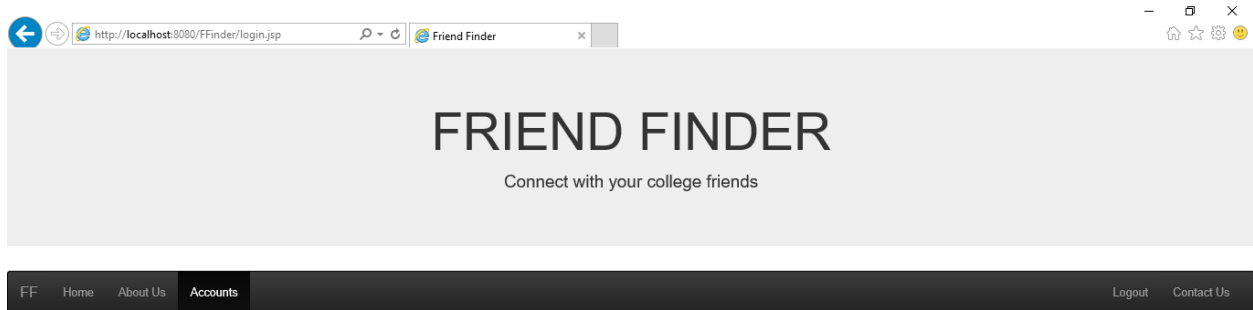 http://localhost:8080/FFinder/login.jsp
Friend Finder
FRIEND FINDER
Connect with your college friends
FF Home About Us Accounts Logout Contact Us